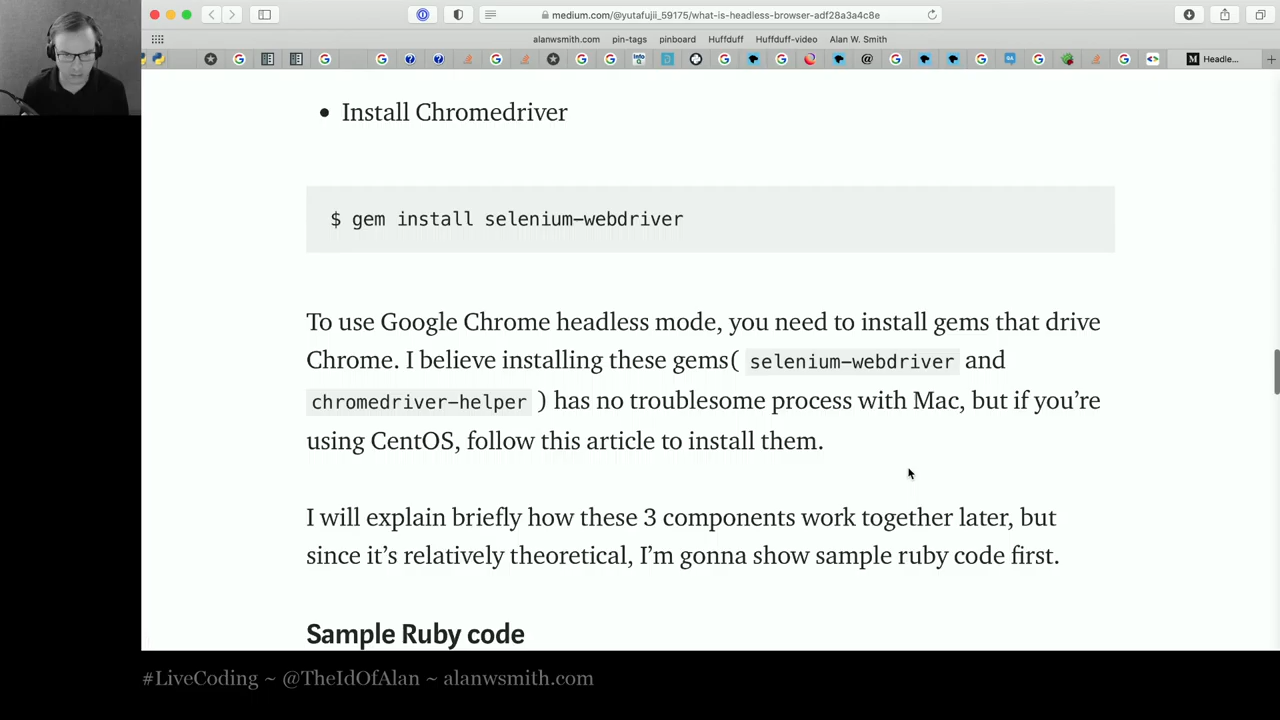 medium.com/@yutafujii_59175/what-is-headless-browser-adf28a3a4c8e
alanwsmith.com pin-tags pinboard Huffduff Huffduff-video Alan W. Smith
Headle...
• Install Chromedriver
$ gem install selenium-webdriver
To use Google Chrome headless mode, you need to install gems that drive
Chrome. I believe installing these gems( selenium-webdriver and
chromedriver-helper ) has no troublesome process with Mac, but if you’re
using CentOS, follow this article to install them.
I will explain briefly how these 3 components work together later, but
since it’s relatively theoretical, I’m gonna show sample ruby code first.
Sample Ruby code
#LiveCoding ~ @TheIdOfAlan ~ alanwsmith.com